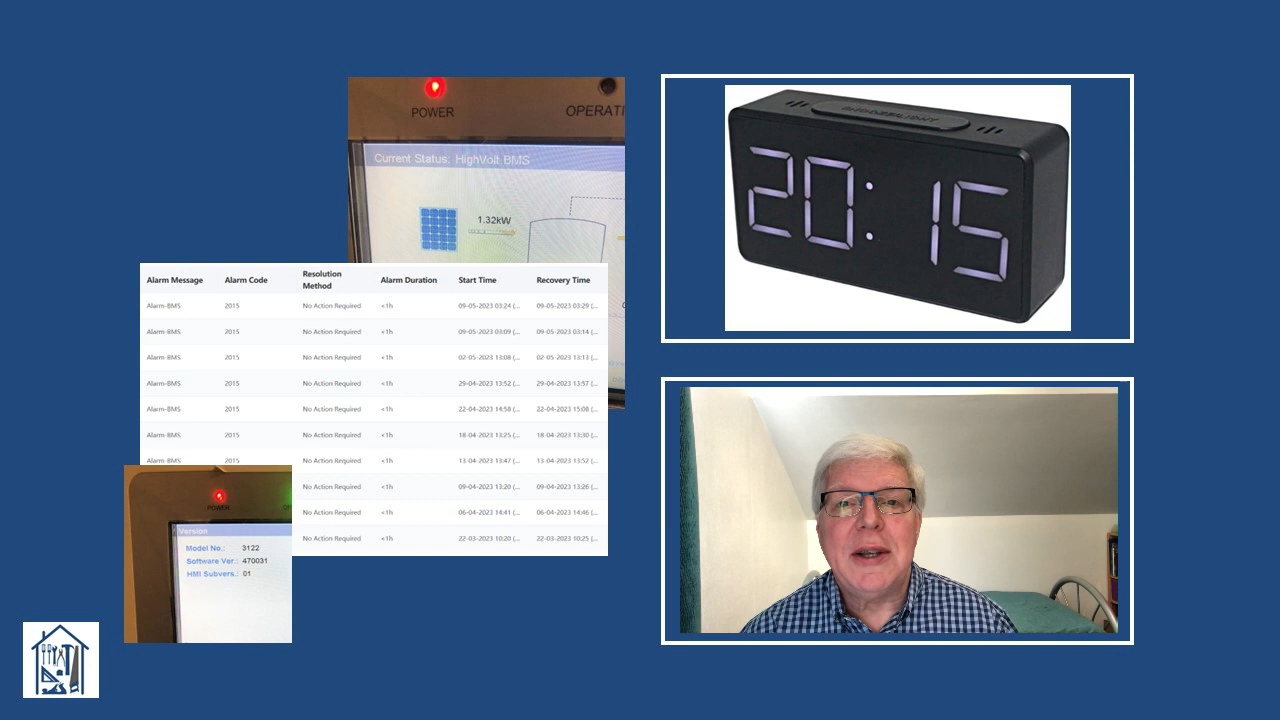 POWER
OPERATI
Current Status: HighVolt BMS
1.32kW
Alarm Message Alarm Code Resolution Method Alarm Duration Start Time Recovery Time
Alarm-BMS 2015 No Action Required <1h 09-05-2023 03:24 (... 09-05-2023 03:29 (...
Alarm-BMS 2015 No Action Required <1h 09-05-2023 03:09 (... 09-05-2023 03:14 (...
Alarm-BMS 2015 No Action Required <1h 02-05-2023 13:08 (... 02-05-2023 13:13 (...
Alarm-BMS 2015 No Action Required <1h 29-04-2023 13:52 (... 29-04-2023 13:57 (...
Alarm-BMS 2015 No Action Required <1h 22-04-2023 14:58 (... 22-04-2023 15:08 (...
Alarm-BMS 2015 No Action Required <1h 18-04-2023 13:25 (... 18-04-2023 13:30 (...
Alarm-BMS 2015 No Action Required <1h 13-04-2023 13:47 (... 13-04-2023 13:52 (...
No Action Required <1h 09-04-2023 13:20 (... 09-04-2023 13:26 (...
No Action Required <1h 06-04-2023 14:41 (... 06-04-2023 14:46 (...
No Action Required <1h 22-03-2023 10:20 (... 22-03-2023 10:25 (...
POWER
Version
Model No.: 3122
Software Ver.: 470031
HMI Subvers.: 01
20:15